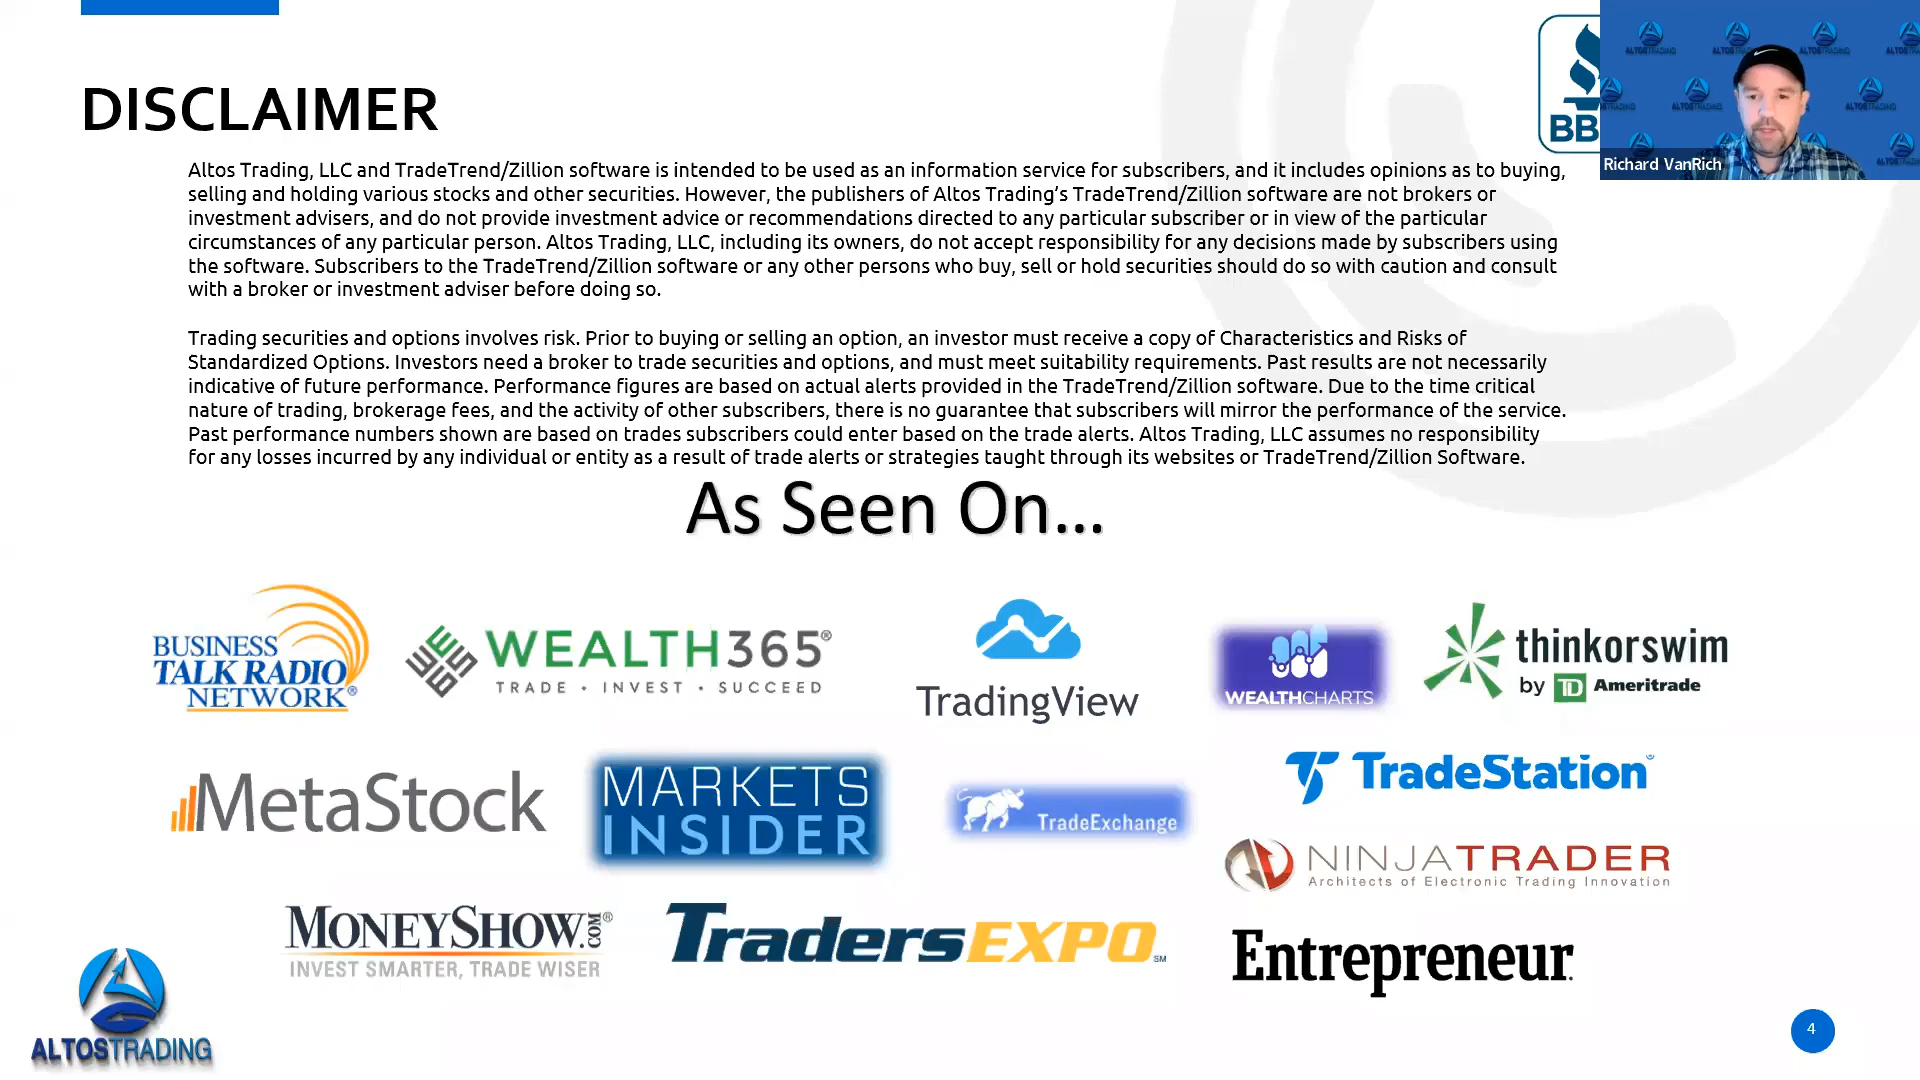 DISCLAIMER
BB
Richard VanRich
Altos Trading, LLC and TradeTrend/Zillion software is intended to be used as an information service for subscribers, and it includes opinions as to buying,
selling and holding various stocks and other securities. However, the publishers of Altos Trading's TradeTrend/Zillion software are not brokers or
investment advisers, and do not provide investment advice or recommendations directed to any particular subscriber or in view of the particular
circumstances of any particular person. Altos Trading, LLC, including its owners, do not accept responsibility for any decisions made by subscribers using
the software. Subscribers to the TradeTrend/Zillion software or any other persons who buy, sell or hold securities should do so with caution and consult
with a broker or investment adviser before doing so.
Trading securities and options involves risk. Prior to buying or selling an option, an investor must receive a copy of Characteristics and Risks of
Standardized Options. Investors need a broker to trade securities and options, and must meet suitability requirements. Past results are not necessarily
indicative of future performance. Performance figures are based on actual alerts provided in the TradeTrend/Zillion software. Due to the time critical
nature of trading, brokerage fees, and the activity of other subscribers, there is no guarantee that subscribers will mirror the performance of the service.
Past performance numbers shown are based on trades subscribers could enter based on the trade alerts. Altos Trading, LLC assumes no responsibility
for any losses incurred by any individual or entity as a result of trade alerts or strategies taught through its websites or TradeTrend/Zillion Software.
As Seen On...
BUSINESS
TALK RADIO
NETWORK®
WEALTH365®
TRADE • INVEST • SUCCEED
TradingView
WEALTHCHARTS
thinkorswim
by TD Ameritrade
MetaStock
MARKETS
INSIDER
TradeExchange
TradeStation®
NINJATRADER
Architects of Electronic Trading Innovation
MONEYSHOW.COM®
INVEST SMARTER, TRADE WISER
TradersEXPO SM
Entrepreneur.
ALTOSTRADING
4